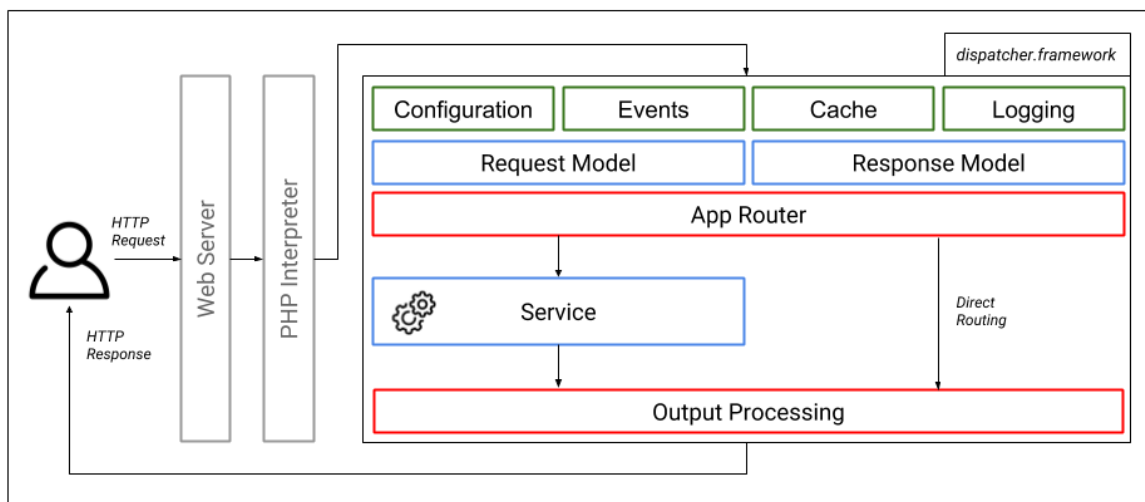 dispatcher.framework
Configuration
Events
Cache
Logging
Request Model
Response Model
App Router
HTTP
Request
Web Server
PHP Interpreter
Service
Direct
Routing
HTTP
Response
Output Processing